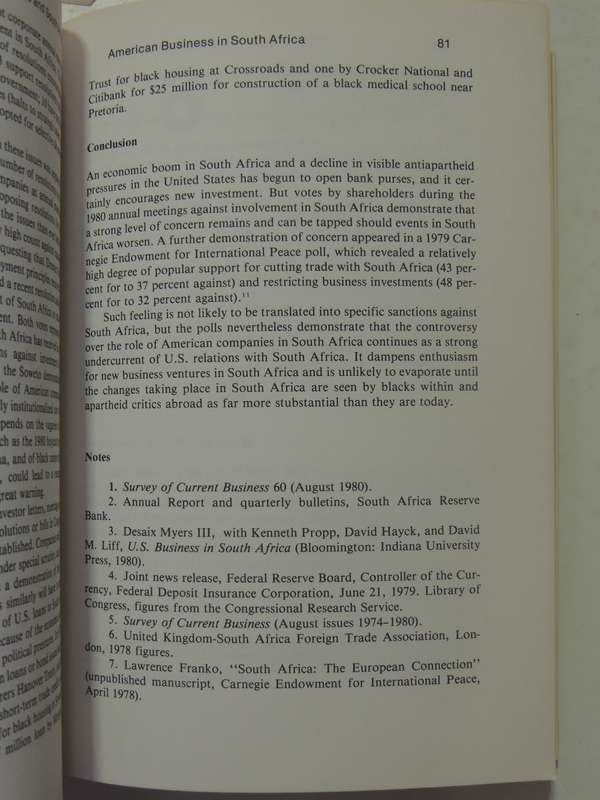 American Business in South Africa 81
Trust for black housing at Crossroads and one by Crocker National and
Citibank for $25 million for construction of a black medical school near
Pretoria.
Conclusion
An economic boom in South Africa and a decline in visible antiapartheid
pressures in the United States has begun to open bank purses, and it cer-
tainly encourages new investment. But votes by shareholders during the
1980 annual meetings against involvement in South Africa demonstrate that
a strong level of concern remains and can be tapped should events in South
Africa worsen. A further demonstration of concern appeared in a 1979 Car-
negie Endowment for International Peace poll, which revealed a relatively
high degree of popular support for cutting trade with South Africa (43 per-
cent for to 37 percent against) and restricting business investments (48 per-
cent for to 32 percent against).¹¹
Such feeling is not likely to be translated into specific sanctions against
South Africa, but the polls nevertheless demonstrate that the controversy
over the role of American companies in South Africa continues as a strong
undercurrent of U.S. relations with South Africa. It dampens enthusiasm
for new business ventures in South Africa and is unlikely to evaporate until
the changes taking place in South Africa are seen by blacks within and
apartheid critics abroad as far more stubstantial than they are today.
Notes
1. Survey of Current Business 60 (August 1980).
2. Annual Report and quarterly bulletins, South Africa Reserve
Bank.
3. Desaix Myers III, with Kenneth Propp, David Hayck, and David
M. Liff, U.S. Business in South Africa (Bloomington: Indiana University
Press, 1980).
4. Joint news release, Federal Reserve Board, Controller of the Cur-
rency, Federal Deposit Insurance Corporation, June 21, 1979. Library of
Congress, figures from the Congressional Research Service.
5. Survey of Current Business (August issues 1974–1980).
6. United Kingdom-South Africa Foreign Trade Association, Lon-
don, 1978 figures.
7. Lawrence Franko, "South Africa: The European Connection"
(unpublished manuscript, Carnegie Endowment for International Peace,
April 1978).